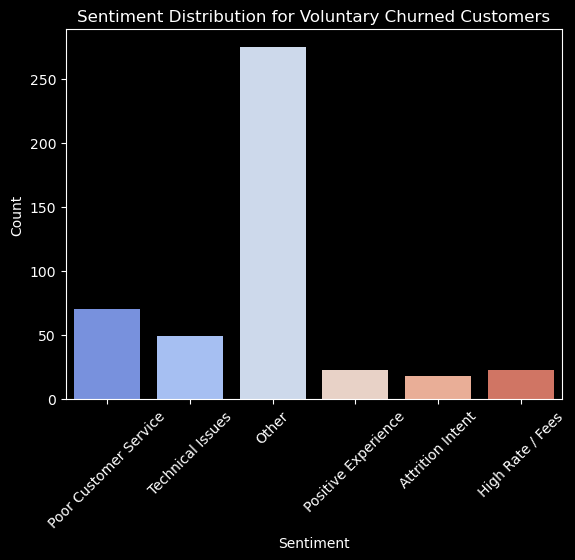 Sentiment Distribution for Voluntary Churned Customers
Count
250
200
150
100
50
0
Poor Customer Service
Technical Issues
Other
Positive Experience
Attrition Intent
High Rate / Fees
Sentiment